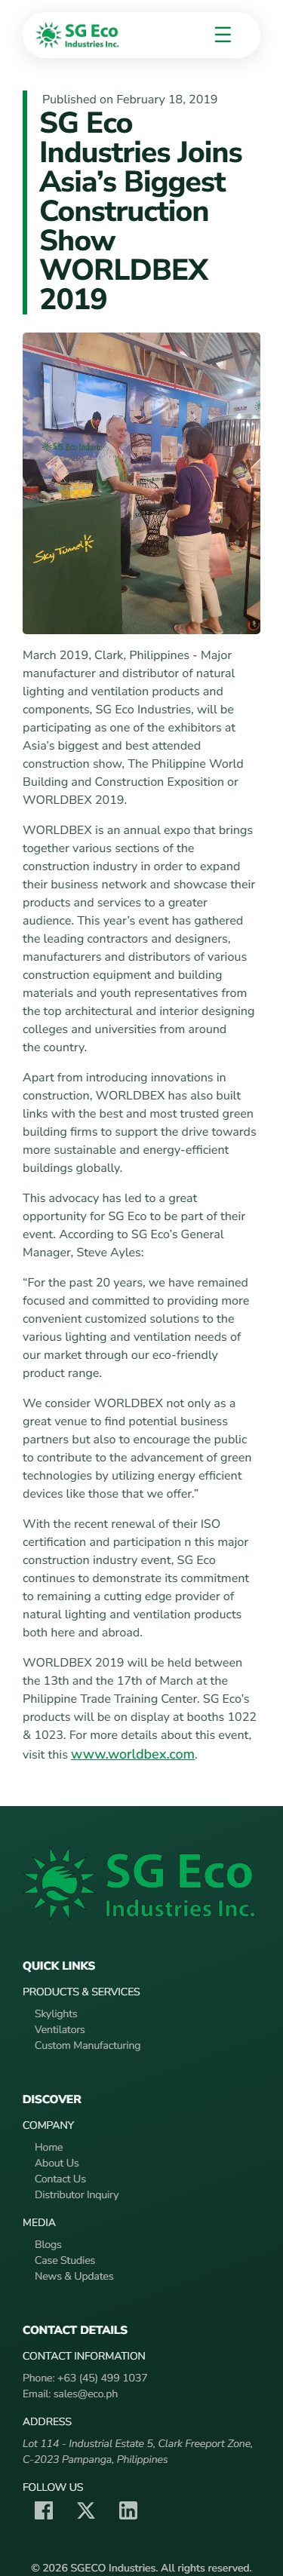 SG Eco
Industries Inc.
Published on February 18, 2019
SG Eco
Industries Joins
Asia's Biggest
Construction
Show
WORLDBEX
2019
SG Eco Industries
Sky Tunnel
March 2019, Clark, Philippines - Major
manufacturer and distributor of natural
lighting and ventilation products and
components, SG Eco Industries, will be
participating as one of the exhibitors at
Asia's biggest and best attended
construction show, The Philippine World
Building and Construction Exposition or
WORLDBEX 2019.
WORLDBEX is an annual expo that brings
together various sections of the
construction industry in order to expand
their business network and showcase their
products and services to a greater
audience. This year's event has gathered
the leading contractors and designers,
manufacturers and distributors of various
construction equipment and building
materials and youth representatives from
the top architectural and interior designing
colleges and universities from around
the country.
Apart from introducing innovations in
construction, WORLDBEX has also built
links with the best and most trusted green
building firms to support the drive towards
more sustainable and energy-efficient
buildings globally.
This advocacy has led to a great
opportunity for SG Eco to be part of their
event. According to SG Eco's General
Manager, Steve Ayles:
“For the past 20 years, we have remained
focused and committed to providing more
convenient customized solutions to the
various lighting and ventilation needs of
our market through our eco-friendly
product range.
We consider WORLDBEX not only as a
great venue to find potential business
partners but also to encourage the public
to contribute to the advancement of green
technologies by utilizing energy efficient
devices like those that we offer.”
With the recent renewal of their ISO
certification and participation n this major
construction industry event, SG Eco
continues to demonstrate its commitment
to remaining a cutting edge provider of
natural lighting and ventilation products
both here and abroad.
WORLDBEX 2019 will be held between
the 13th and the 17th of March at the
Philippine Trade Training Center. SG Eco's
products will be on display at booths 1022
& 1023. For more details about this event,
visit this www.worldbex.com.
SG Eco
Industries Inc.
QUICK LINKS
PRODUCTS & SERVICES
Skylights
Ventilators
Custom Manufacturing
DISCOVER
COMPANY
Home
About Us
Contact Us
Distributor Inquiry
MEDIA
Blogs
Case Studies
News & Updates
CONTACT DETAILS
CONTACT INFORMATION
Phone: +63 (45) 499 1037
Email: sales@eco.ph
ADDRESS
Lot 114 - Industrial Estate 5, Clark Freeport Zone,
C-2023 Pampanga, Philippines
FOLLOW US
© 2026 SGECO Industries. All rights reserved.